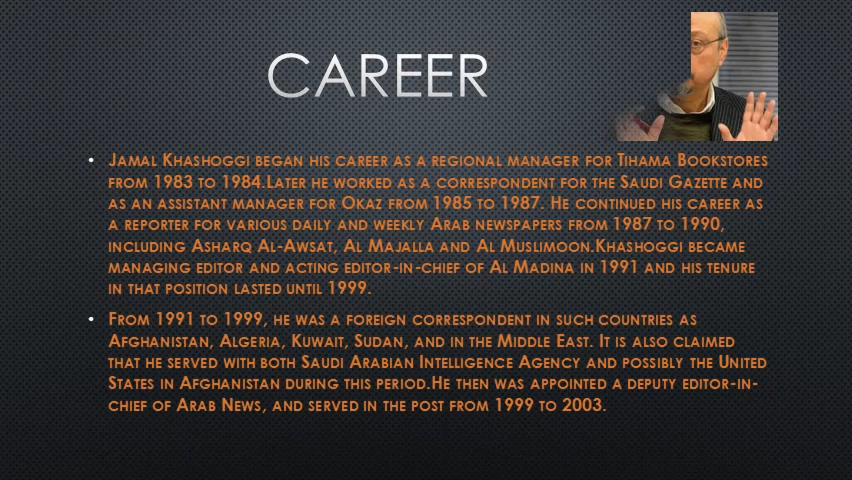 CAREER
• Jamal Khashoggi began his career as a regional manager for Tihama Bookstores
from 1983 to 1984.Later he worked as a correspondent for the Saudi Gazette and
as an assistant manager for Okaz from 1985 to 1987. He continued his career as
a reporter for various daily and weekly Arab newspapers from 1987 to 1990,
including Asharq Al-Awsat, Al Majalla and Al Muslimoon.Khashoggi became
managing editor and acting editor-in-chief of Al Madina in 1991 and his tenure
in that position lasted until 1999.
• From 1991 to 1999, he was a foreign correspondent in such countries as
Afghanistan, Algeria, Kuwait, Sudan, and in the Middle East. It is also claimed
that he served with both Saudi Arabian Intelligence Agency and possibly the United
States in Afghanistan during this period.He then was appointed a deputy editor-in-
chief of Arab News, and served in the post from 1999 to 2003.